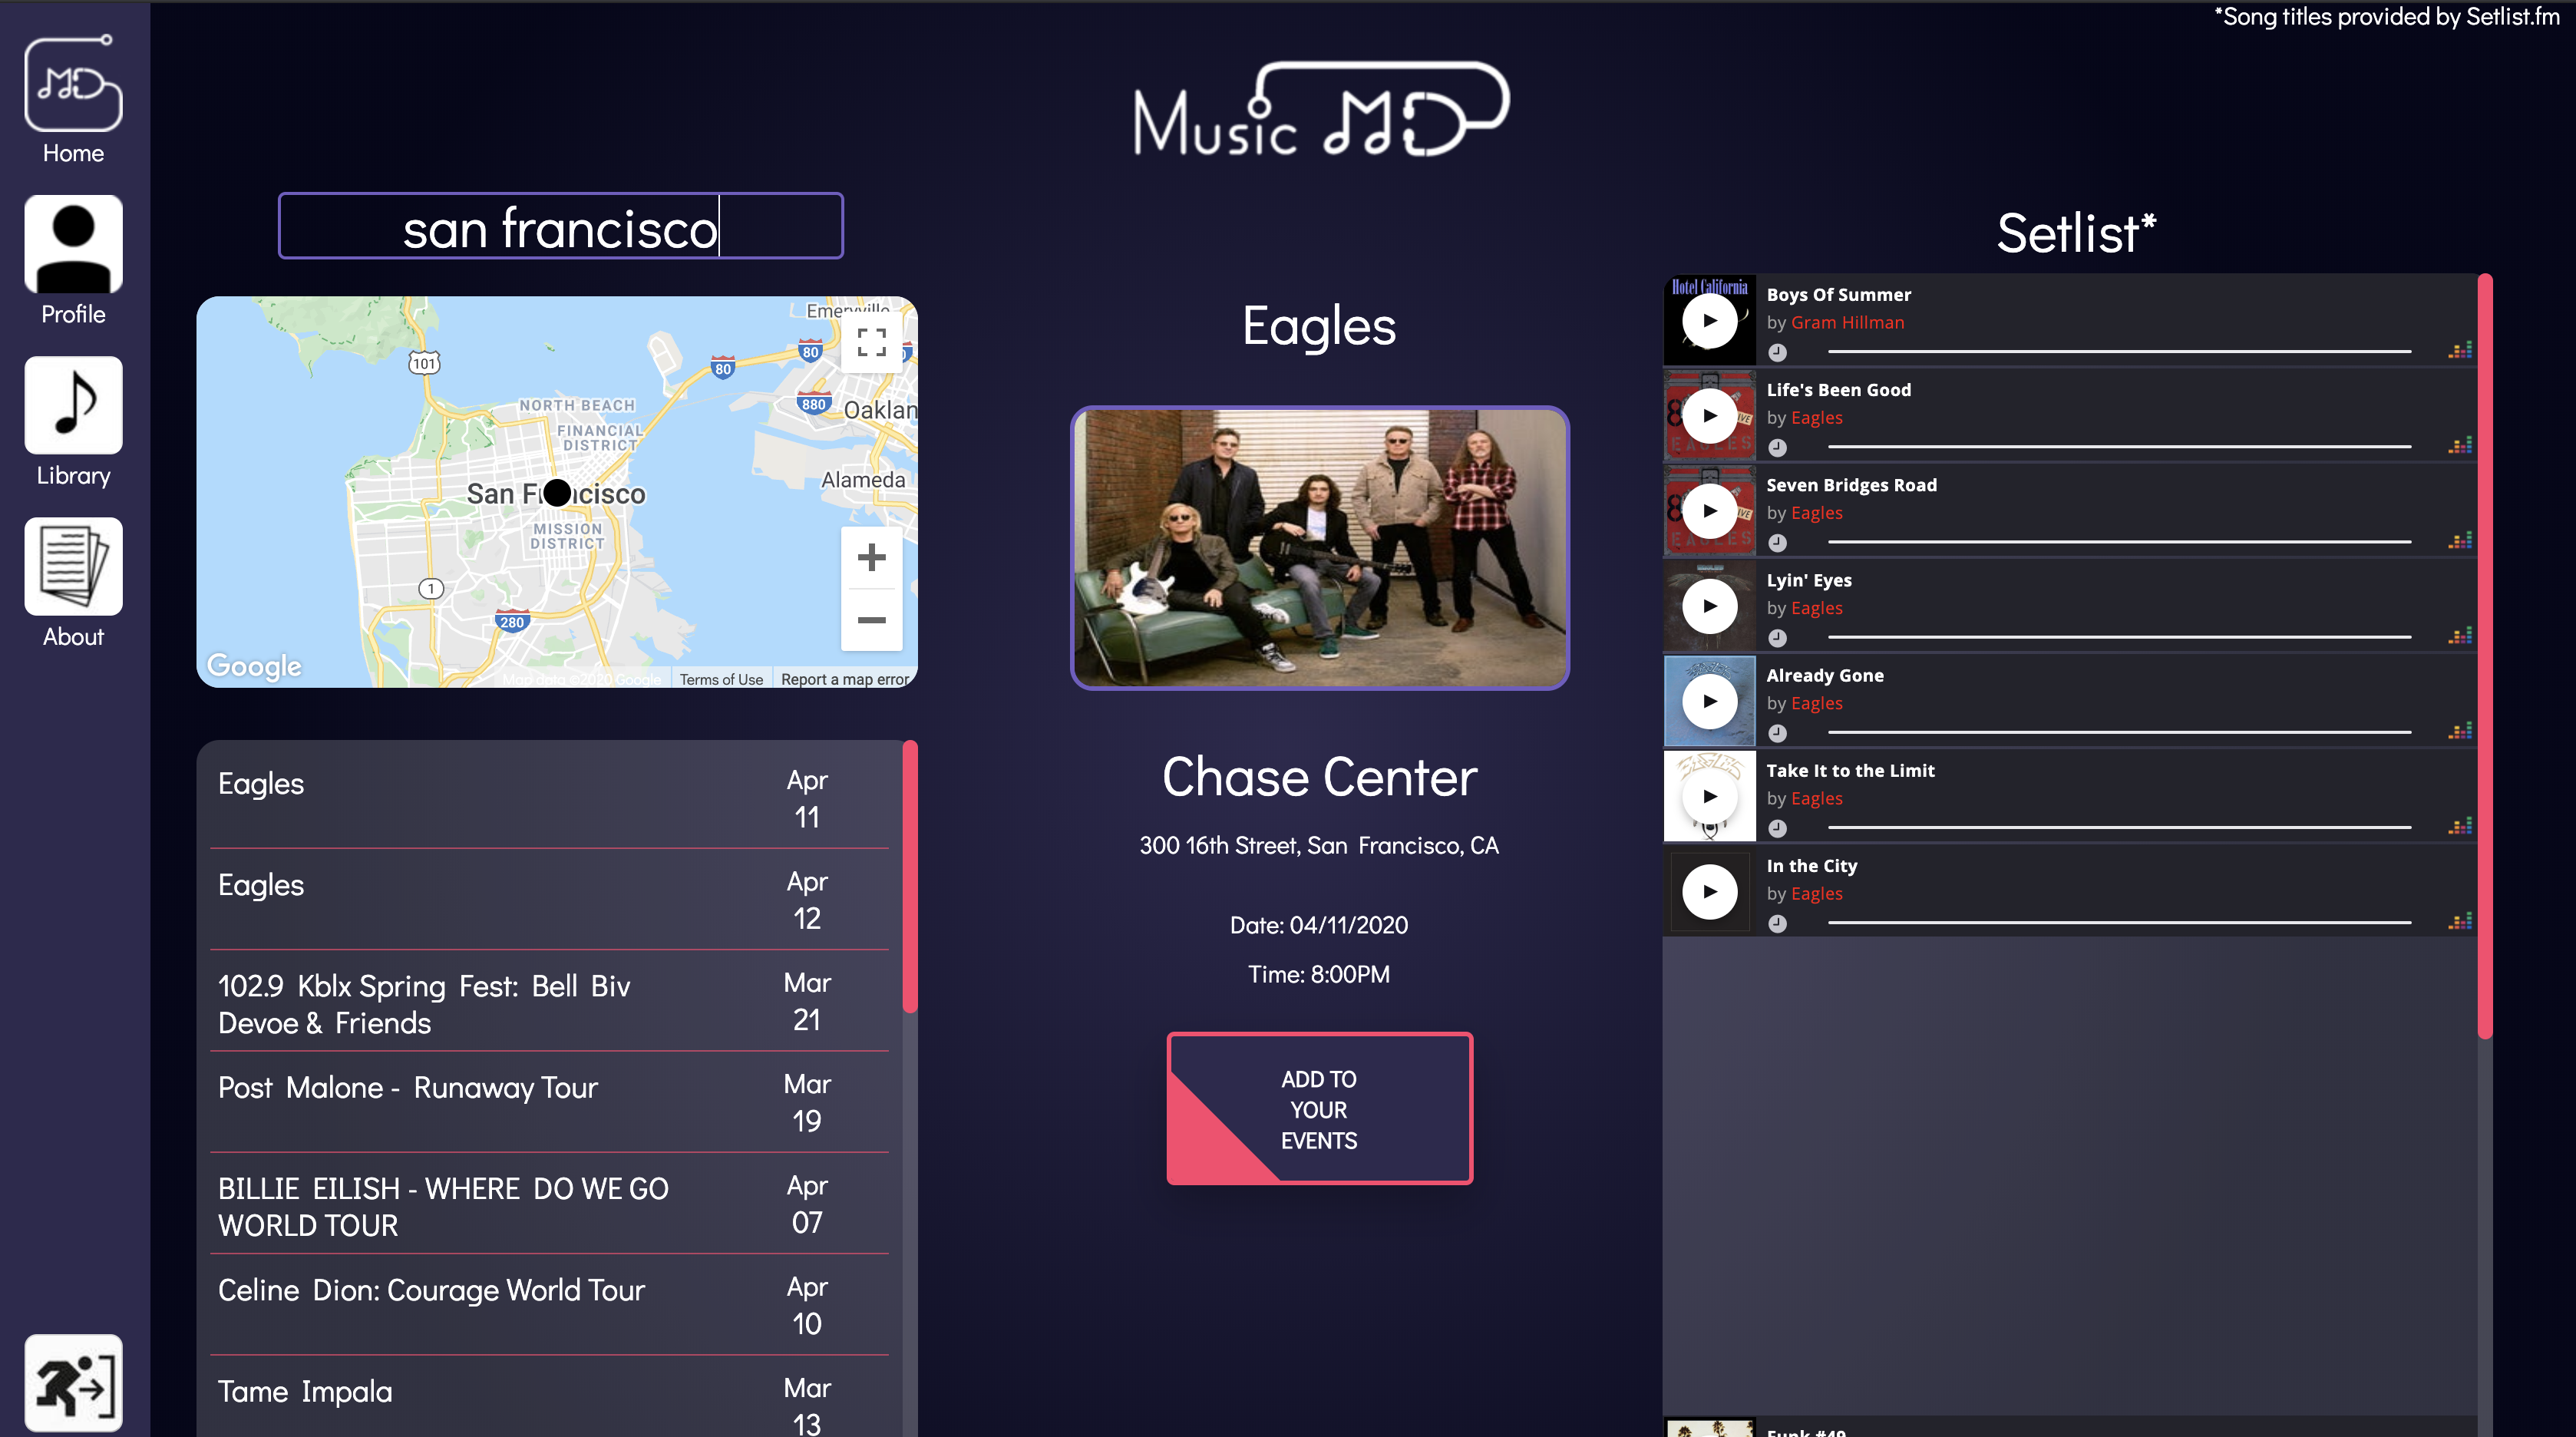 *Song titles provided by Setlist.fm
MD
Home
Profile
Library
About
Music MD
san francisco
Emeryville
101
80
80
880
Oaklan
NORTH BEACH
FINANCIAL
DISTRICT
Alameda
San Francisco
MISSION
DISTRICT
1
280
Google
Map data ©2020 Google
Terms of Use
Report a map error
Eagles
Apr
11
Eagles
Apr
12
102.9 Kblx Spring Fest: Bell Biv
Devoe & Friends
Mar
21
Post Malone - Runaway Tour
Mar
19
BILLIE EILISH - WHERE DO WE GO
WORLD TOUR
Apr
07
Celine Dion: Courage World Tour
Apr
10
Tame Impala
Mar
13
Eagles
Chase Center
300 16th Street, San Francisco, CA
Date: 04/11/2020
Time: 8:00PM
ADD TO
YOUR
EVENTS
Setlist*
Hotel California
Boys Of Summer
by Gram Hillman
Life's Been Good
by Eagles
EAGLES
Seven Bridges Road
by Eagles
EAGLES
Lyin' Eyes
by Eagles
Already Gone
by Eagles
Take It to the Limit
by Eagles
In the City
by Eagles
Funk #49